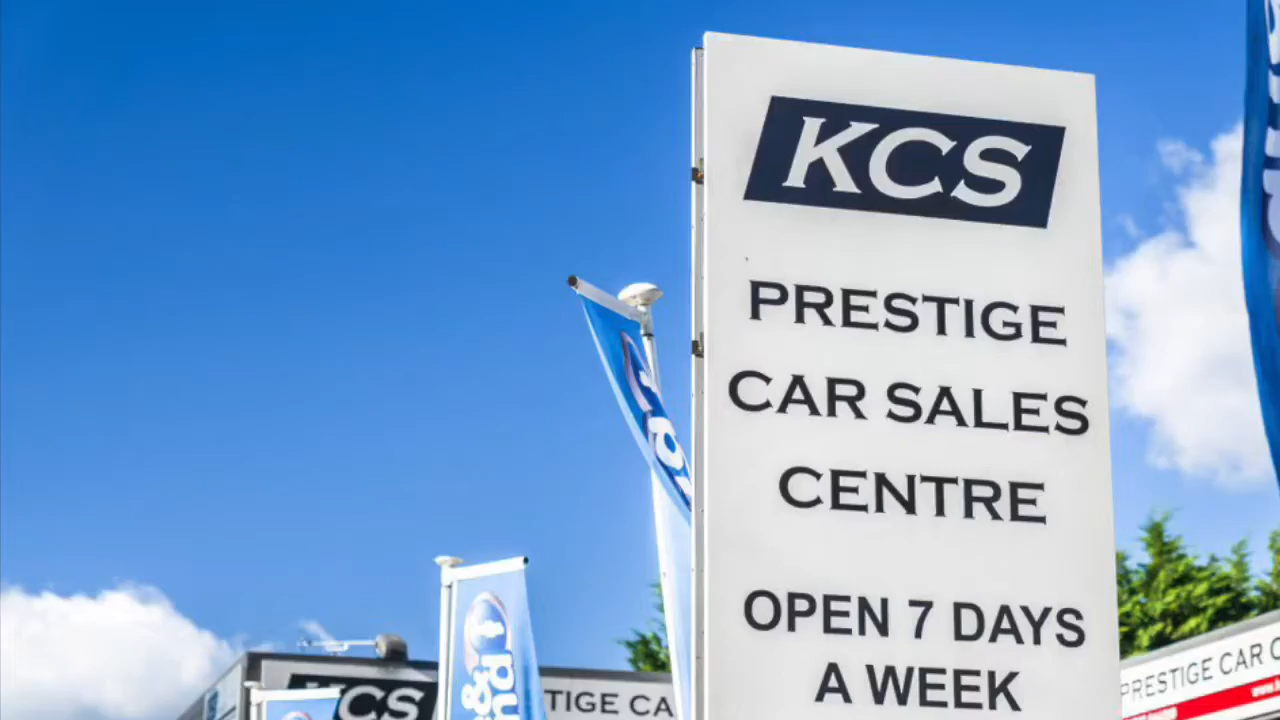 KCS
PRESTIGE
CAR SALES
CENTRE
OPEN 7 DAYS
A WEEK
KCS
PRESTIGE CAR